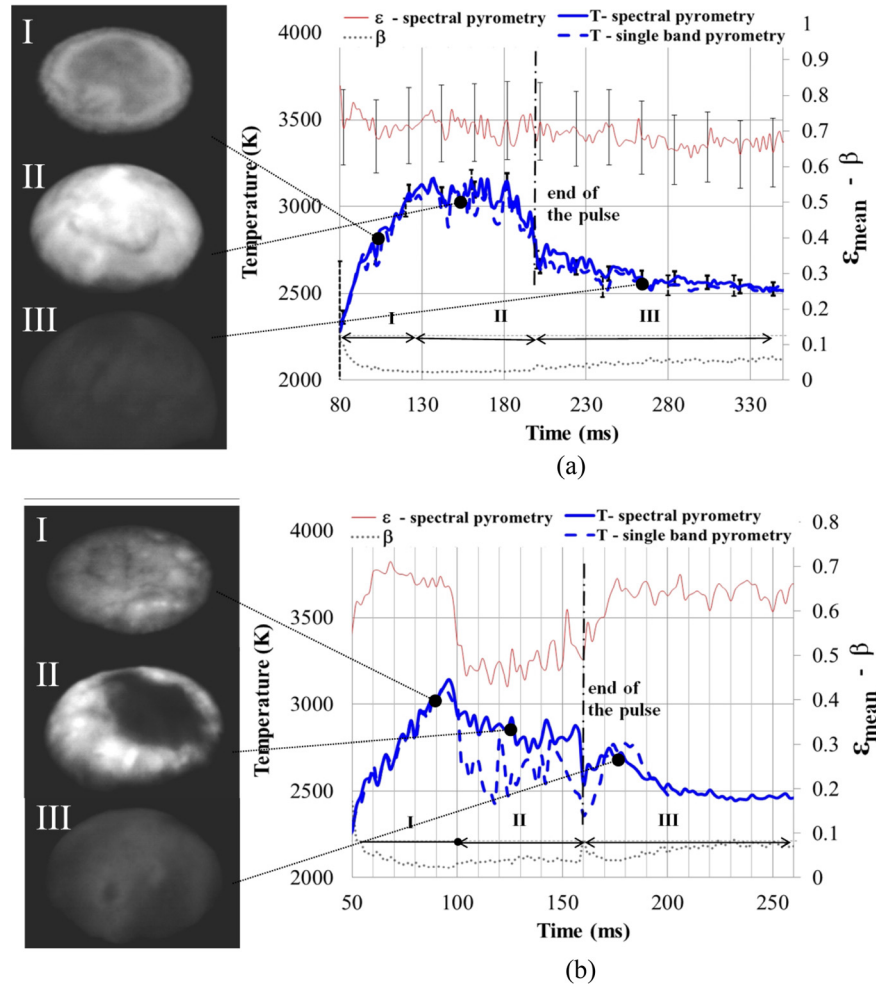 I
II
III
ε - spectral pyrometry
T- spectral pyrometry
β
T - single band pyrometry
4000
3500
3000
2500
2000
Temperature (K)
1
0.9
0.8
0.7
0.6
0.5
0.4
0.3
0.2
0.1
0
εmean - β
end of
the pulse
I
II
III
80
130
180
230
280
330
Time (ms)
(a)
I
II
III
ε - spectral pyrometry
T- spectral pyrometry
β
T - single band pyrometry
4000
3500
3000
2500
2000
Temperature (K)
0.8
0.7
0.6
0.5
0.4
0.3
0.2
0.1
0
εmean - β
end of
the pulse
I
II
III
50
100
150
200
250
Time (ms)
(b)